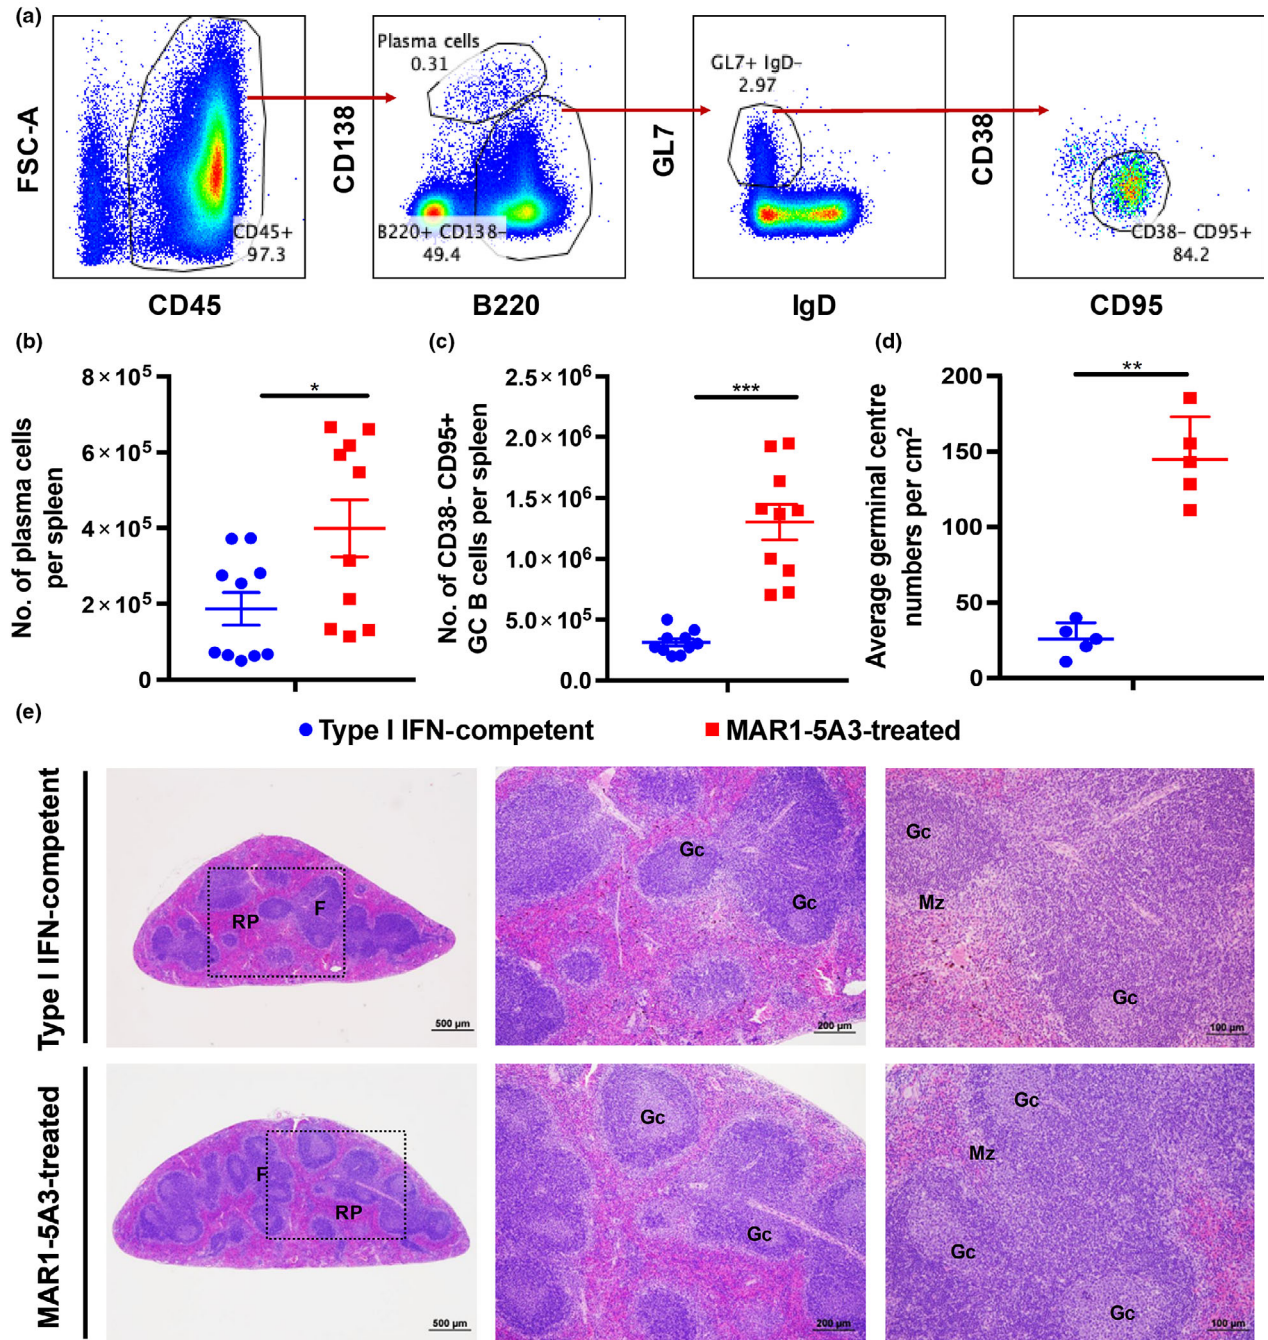 (a)
FSC-A
CD45+
97.3
CD45
CD138
Plasma cells
0.31
B220+ CD138-
49.4
B220
GL7
GL7+ IgD-
2.97
IgD
CD38
CD38- CD95+
84.2
CD95
(b)
No. of plasma cells
per spleen
8×10⁵
6×10⁵
4×10⁵
2×10⁵
0
*
(c)
No. of CD38- CD95+
GC B cells per spleen
2.5×10⁶
2.0×10⁶
1.5×10⁶
1.0×10⁶
5.0×10⁵
0.0
***
(d)
Average germinal centre
numbers per cm²
200
150
100
50
0
**
(e)
Type I IFN-competent
MAR1-5A3-treated
Type I IFN-competent
RP
F
500 µm
Gc
Gc
200 µm
Gc
Mz
Gc
100 µm
MAR1-5A3-treated
F
RP
500 µm
Gc
Gc
200 µm
Gc
Mz
Gc
Gc
100 µm